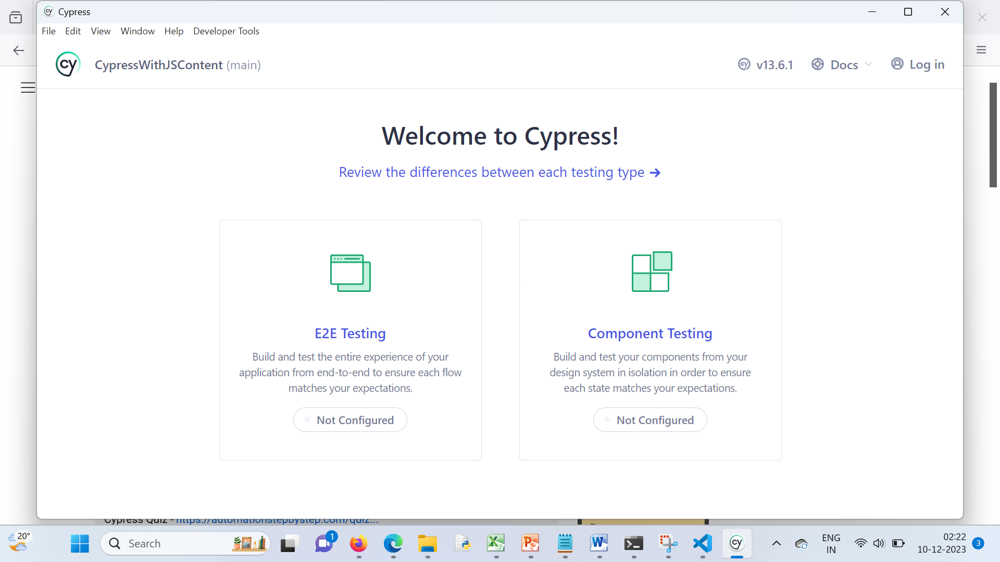 Cypress
File Edit View Window Help Developer Tools
cy CypressWithJSContent (main) v13.6.1 Docs Log in
Welcome to Cypress!
Review the differences between each testing type →
E2E Testing
Build and test the entire experience of your
application from end-to-end to ensure each flow
matches your expectations.
Not Configured
Component Testing
Build and test your components from your
design system in isolation in order to ensure
each state matches your expectations.
Not Configured
Cypress Quiz - https://automationstepbystep.com/quiz...
20°
Search
1
ENG
IN
02:22
10-12-2023
3